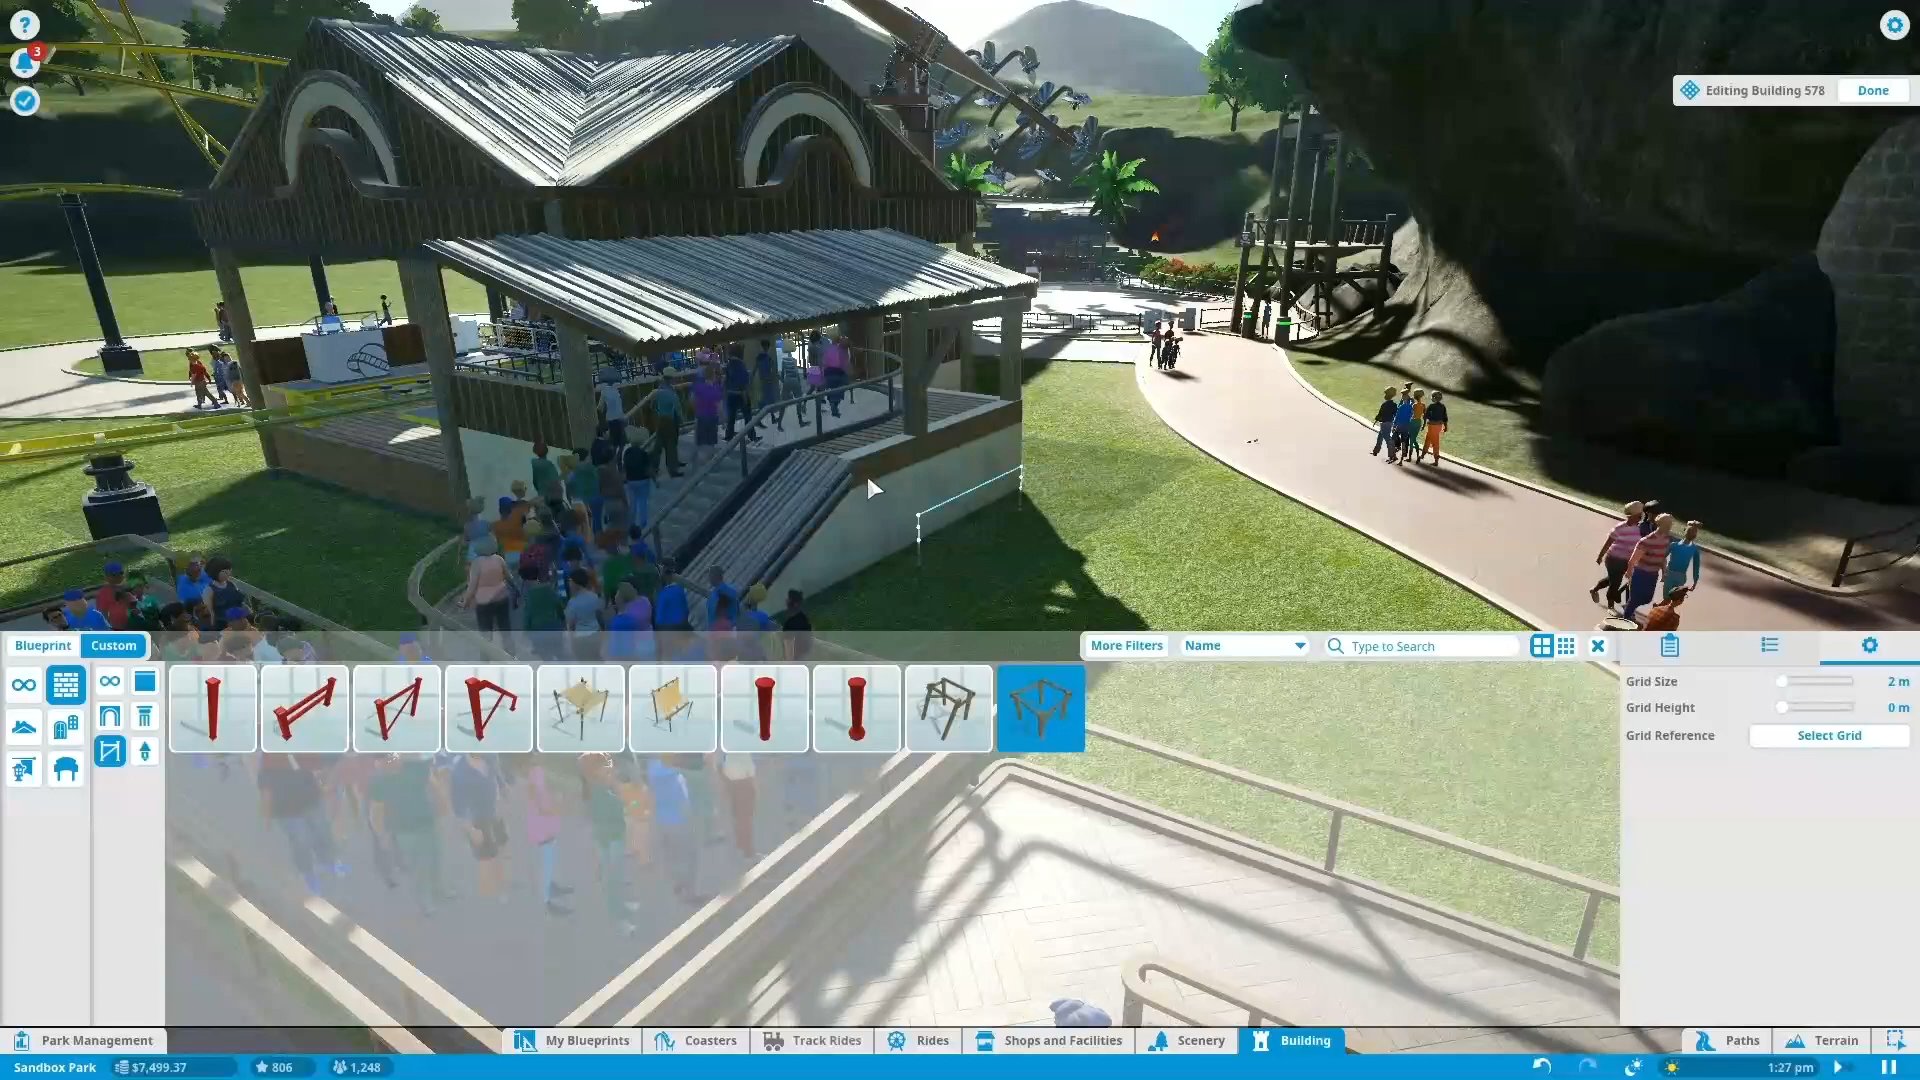 ?
3
Editing Building 578
Done
Blueprint
Custom
More Filters
Name
Type to Search
Grid Size
2 m
Grid Height
0 m
Grid Reference
Select Grid
Park Management
My Blueprints
Coasters
Track Rides
Rides
Shops and Facilities
Scenery
Building
Paths
Terrain
Sandbox Park
$7,499.37
806
1,248
1:27 pm